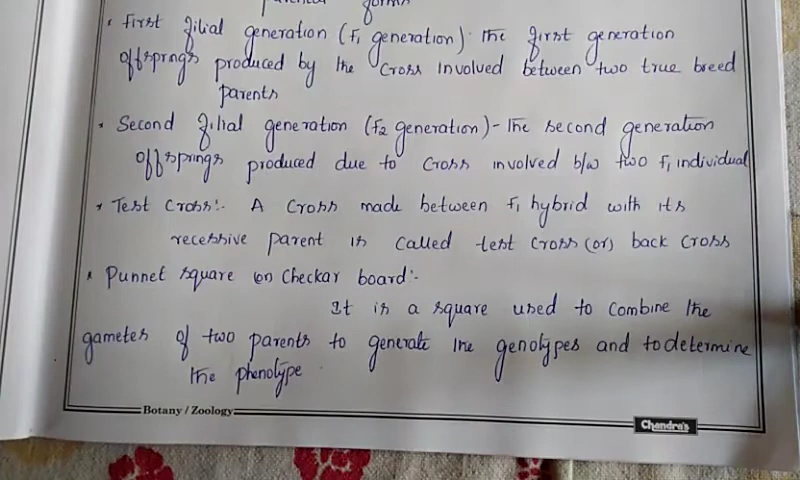 parental forms
* First filial generation (F1 generation). The first generation
offsprings produced by the cross involved between two true breed
parents
* Second filial generation (F2 generation) - The second generation
offsprings produced due to cross involved b/w two F1 individual
* Test cross:- A cross made between F1 hybrid with its
recessive parent is called test cross (or) back cross
* Punnet square (or) Checkar board:-
It is a square used to combine the
gametes of two parents to generate the genotypes and to determine
the phenotype.
Botany / Zoology
Chandra's